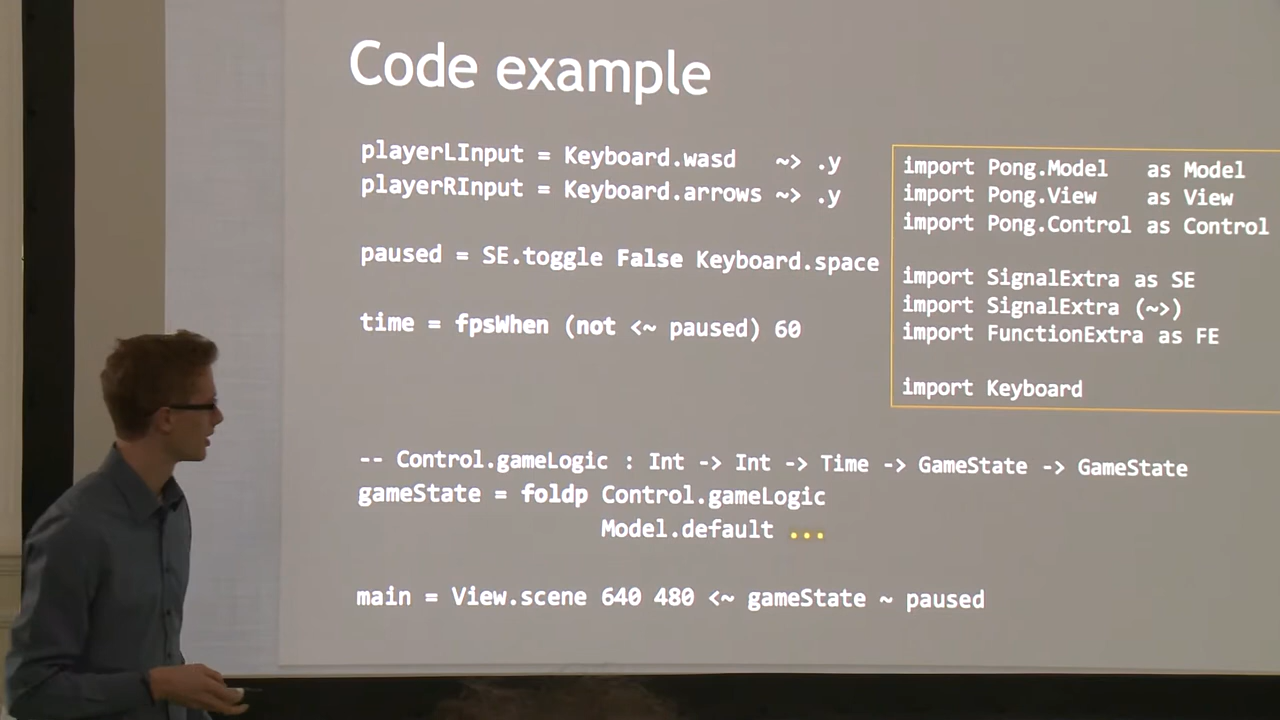 Code example
playerLInput = Keyboard.wasd ~> .y
playerRInput = Keyboard.arrows ~> .y
paused = SE.toggle False Keyboard.space
time = fpsWhen (not <~ paused) 60
-- Control.gameLogic : Int -> Int -> Time -> GameState -> GameState
gameState = foldp Control.gameLogic
Model.default ...
main = View.scene 640 480 <~ gameState ~ paused
import Pong.Model as Model
import Pong.View as View
import Pong.Control as Control
import SignalExtra as SE
import SignalExtra (~>)
import FunctionExtra as FE
import Keyboard